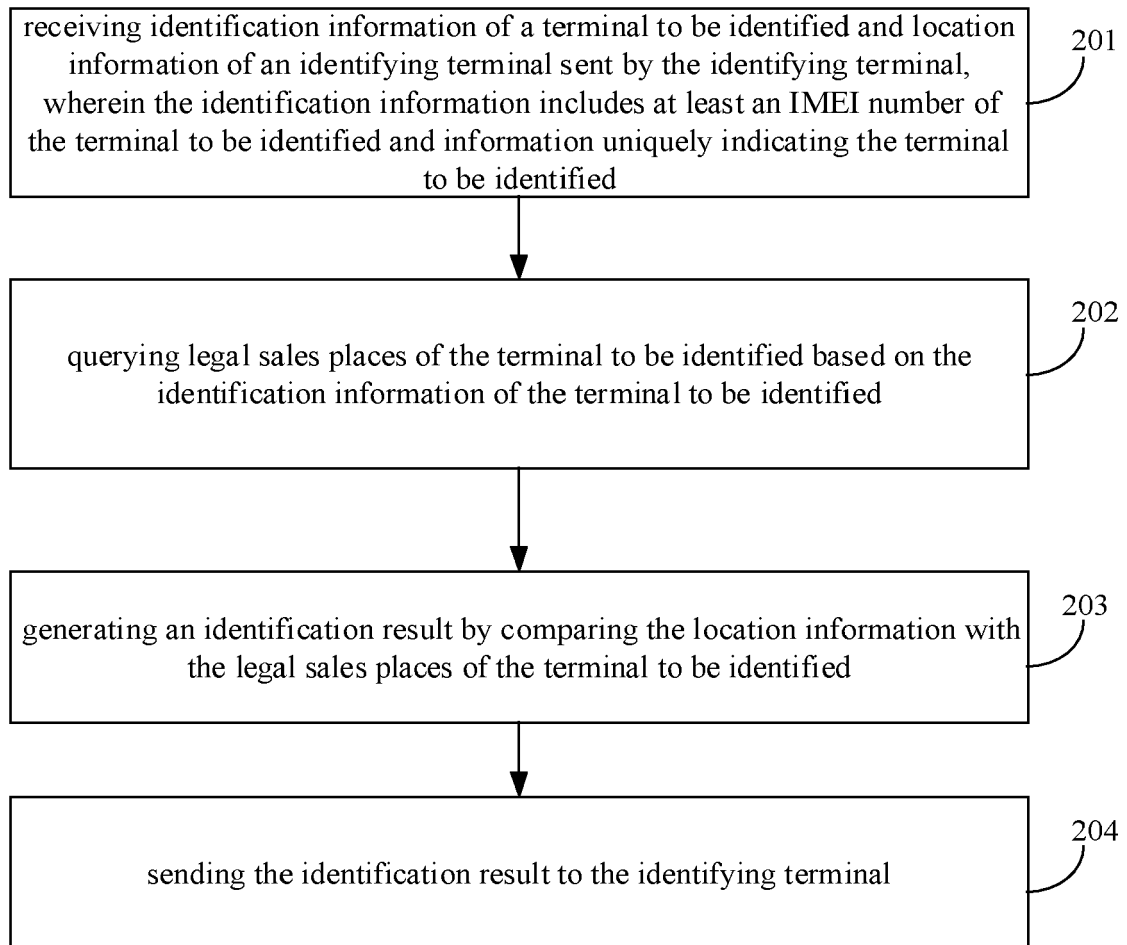 receiving identification information of a terminal to be identified and location
information of an identifying terminal sent by the identifying terminal,
wherein the identification information includes at least an IMEI number of
the terminal to be identified and information uniquely indicating the terminal
to be identified
201
querying legal sales places of the terminal to be identified based on the
identification information of the terminal to be identified
202
generating an identification result by comparing the location information with
the legal sales places of the terminal to be identified
203
sending the identification result to the identifying terminal
204